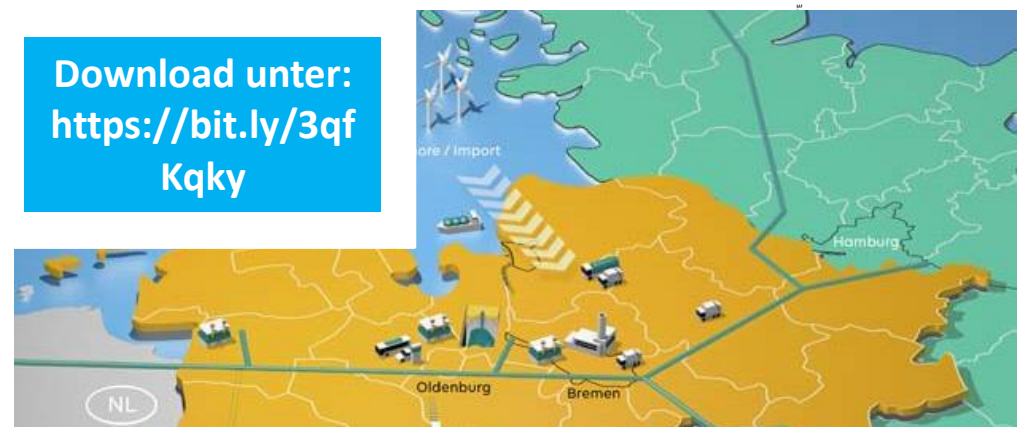 Download unter:
https://bit.ly/3qf
Kqky
ore / Import
Hamburg
Oldenburg
Bremen
NL